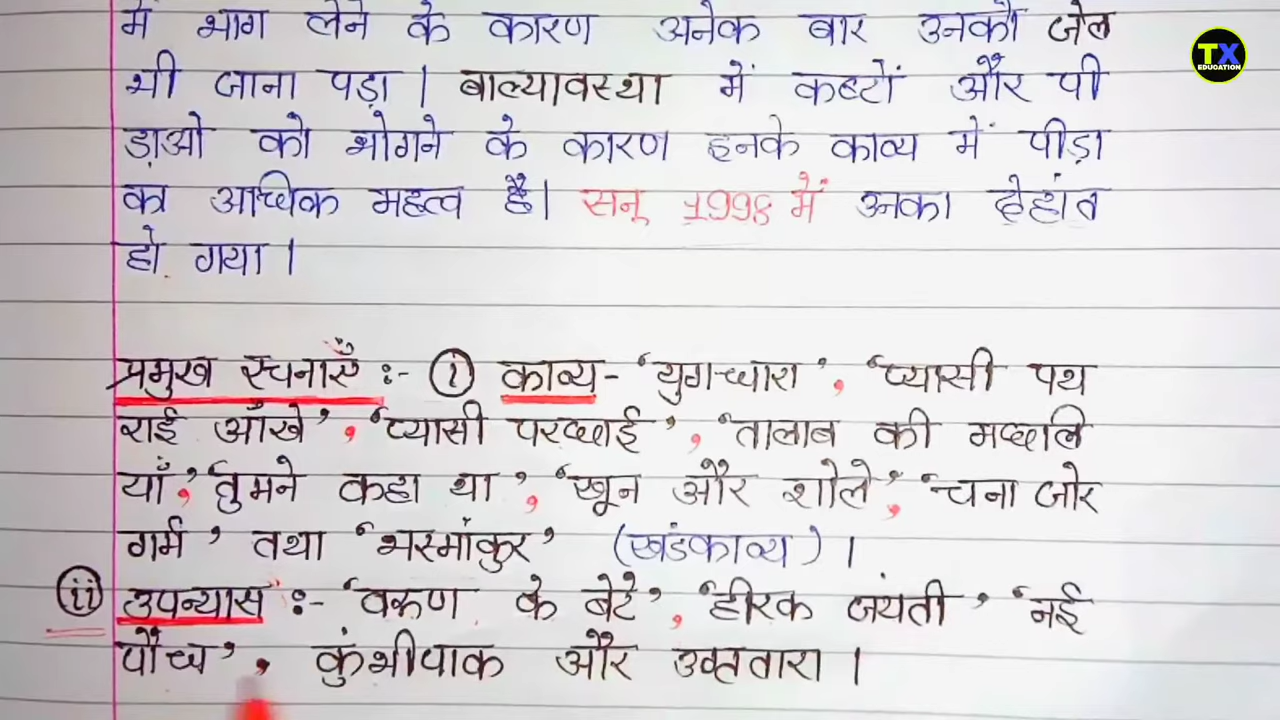 में भाग लेने के कारण अनेक बार उनको जेल
भी जाना पड़ा। बाल्यावस्था में कष्टों और पी
ड़ाओ को भोगने के कारण इनके काव्य में पीड़ा
का अधिक महत्व है। सन् 1998 में उनका देहांत
हो गया।
प्रमुख रचनाएँ :- (i) काव्य - 'युगधारा', 'प्यासी पथ
राई आँखे', 'प्यासी परछाई', 'तालाब की मछलि
याँ', 'तुमने कहा था', 'खून और शोले', 'चना जोर
गर्म' तथा 'भस्मांकुर' (खंडकाव्य)।
(ii) उपन्यास :- 'वरुण के बेटे', 'हीरक जयंती' 'नई
पौध', कुंभीपाक और उग्रतारा।
TX
EDUCATION